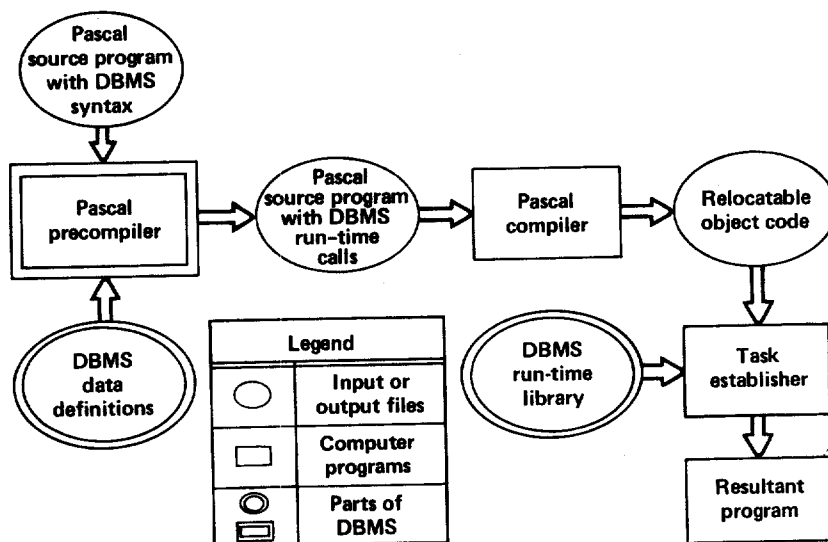 Pascal
source program
with DBMS
syntax
Pascal
precompiler
Pascal
source program
with DBMS
run-time
calls
Pascal
compiler
Relocatable
object code
DBMS
data
definitions
Legend
Input or
output files
Computer
programs
Parts of
DBMS
DBMS
run-time
library
Task
establisher
Resultant
program